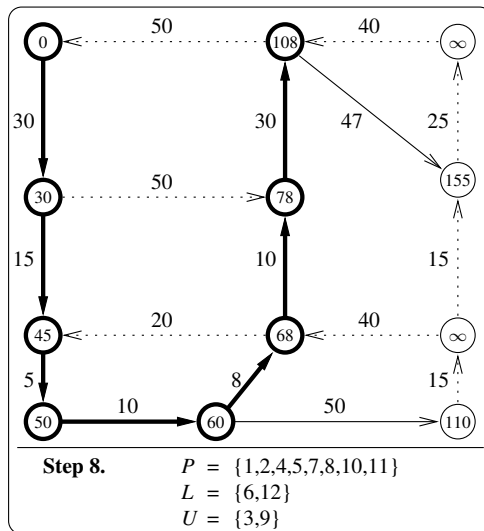 50 40
0 108 ∞
30 30 47 25
155
50
30 78
15 10 15
20 40
45 68 ∞
5 8 15
10 50
50 60 110
Step 8. P = {1,2,4,5,7,8,10,11}
L = {6,12}
U = {3,9}